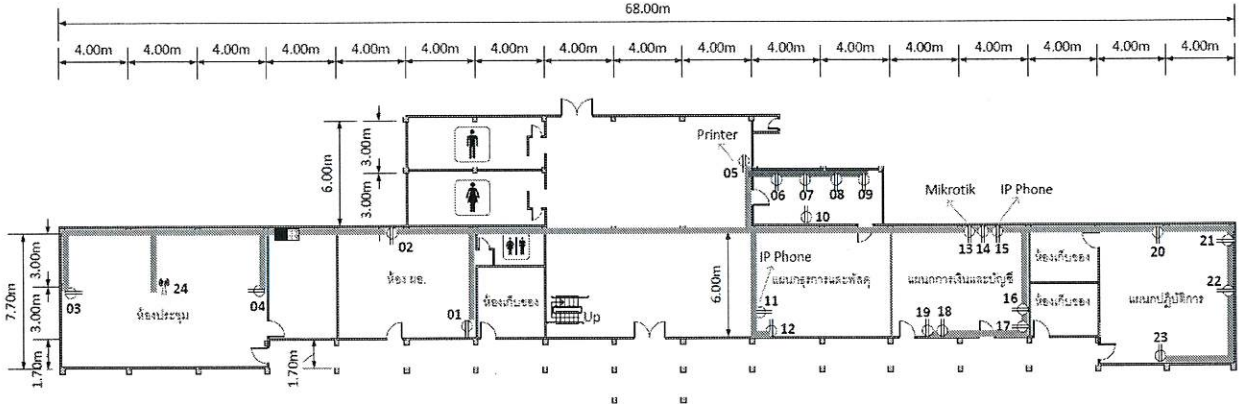 68.00m
4.00m 4.00m 4.00m 4.00m 4.00m 4.00m 4.00m 4.00m 4.00m 4.00m 4.00m 4.00m 4.00m 4.00m 4.00m 4.00m 4.00m
Printer
05
6.00m
3.00m
3.00m
06 07 08 09
10
Mikrotik
IP Phone
13 14 15
02
20
21
7.70m
3.00m
3.00m
1.70m
03
24
04
ห้องประชุม
ห้อง ผอ.
01
ห้องเก็บของ
Up
6.00m
IP Phone
แผนกธุรการและพัสดุ
11
12
แผนกการเงินและบัญชี
16
17
19 18
ห้องเก็บของ
ห้องเก็บของ
แผนกปฏิบัติการ
22
23
1.70m